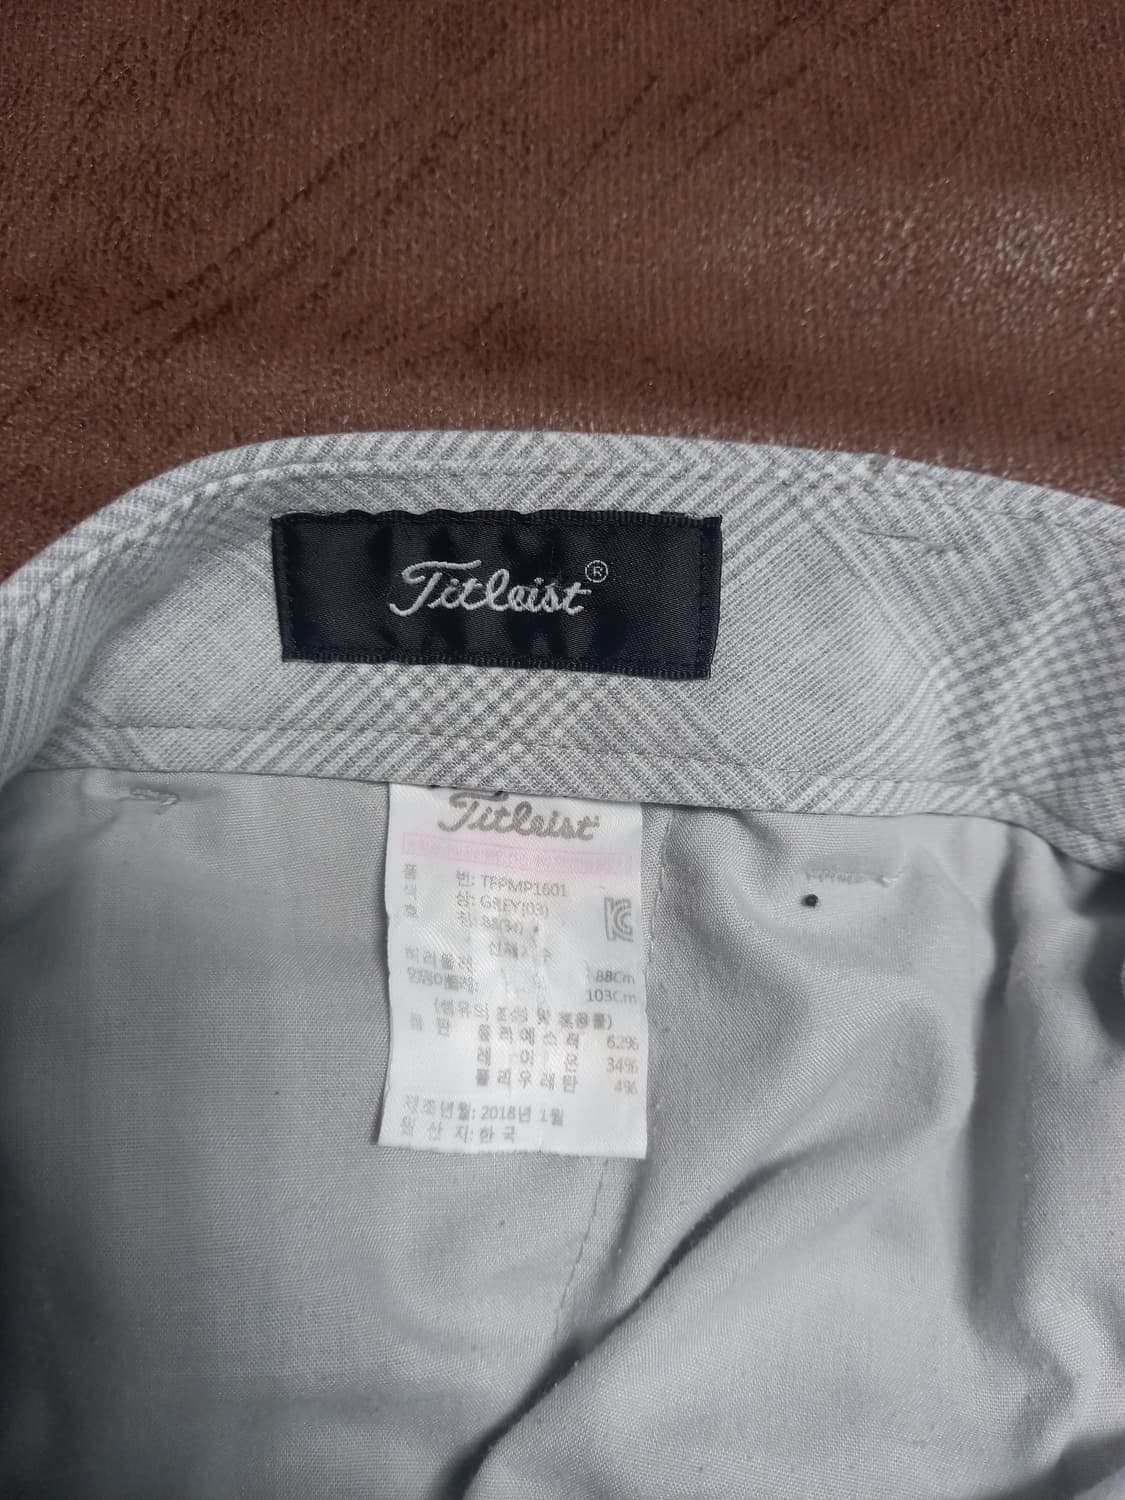 Titleist®
Titleist
품 번: TFPMP1601
색 상: GREY(03)
호 칭: 88(34)
신체
허리둘레: 88Cm
엉덩이둘레: 103Cm
(섬유의 조성 및 혼용률)
폴리에스터 62%
레이온 34%
폴리우레탄 4%
제조년월: 2018년 1월
원산지: 한국